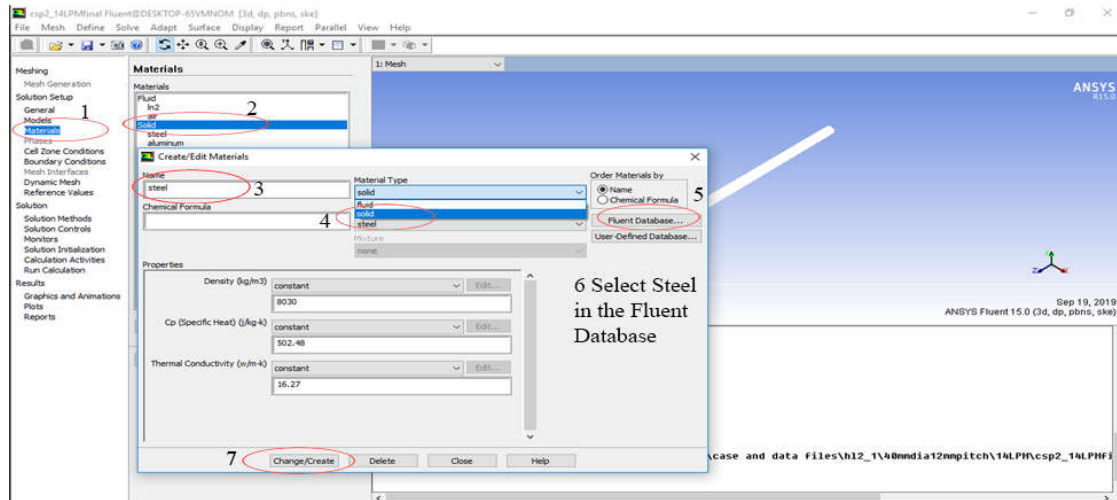 csp2_14LPMfinal Fluent@DESKTOP-65VMNOM [3d, dp, pbns, ske]
File Mesh Define Solve Adapt Surface Display Report Parallel View Help
Meshing
Mesh Generation
Solution Setup
General
Models
Materials
Phases
Cell Zone Conditions
Boundary Conditions
Mesh Interfaces
Dynamic Mesh
Reference Values
Solution
Solution Methods
Solution Controls
Monitors
Solution Initialization
Calculation Activities
Run Calculation
Results
Graphics and Animations
Plots
Reports
1
Materials
Materials
Fluid
ln2
air
Solid
steel
aluminum
2
1: Mesh
ANSYS
R15.0
Create/Edit Materials
Name
steel
3
Chemical Formula
Material Type
solid
fluid
solid
steel
4
Mixture
none
Order Materials by
Name
Chemical Formula
5
Fluent Database...
User-Defined Database...
Properties
Density (kg/m3) constant Edit...
8030
Cp (Specific Heat) (j/kg-k) constant Edit...
502.48
Thermal Conductivity (w/m-k) constant Edit...
16.27
6 Select Steel
in the Fluent
Database
7
Change/Create Delete Close Help
Sep 19, 2019
ANSYS Fluent 15.0 (3d, dp, pbns, ske)
\case and data files\hl2_1\40mmdia12mmpitch\14LPM\csp2_14LPMFi